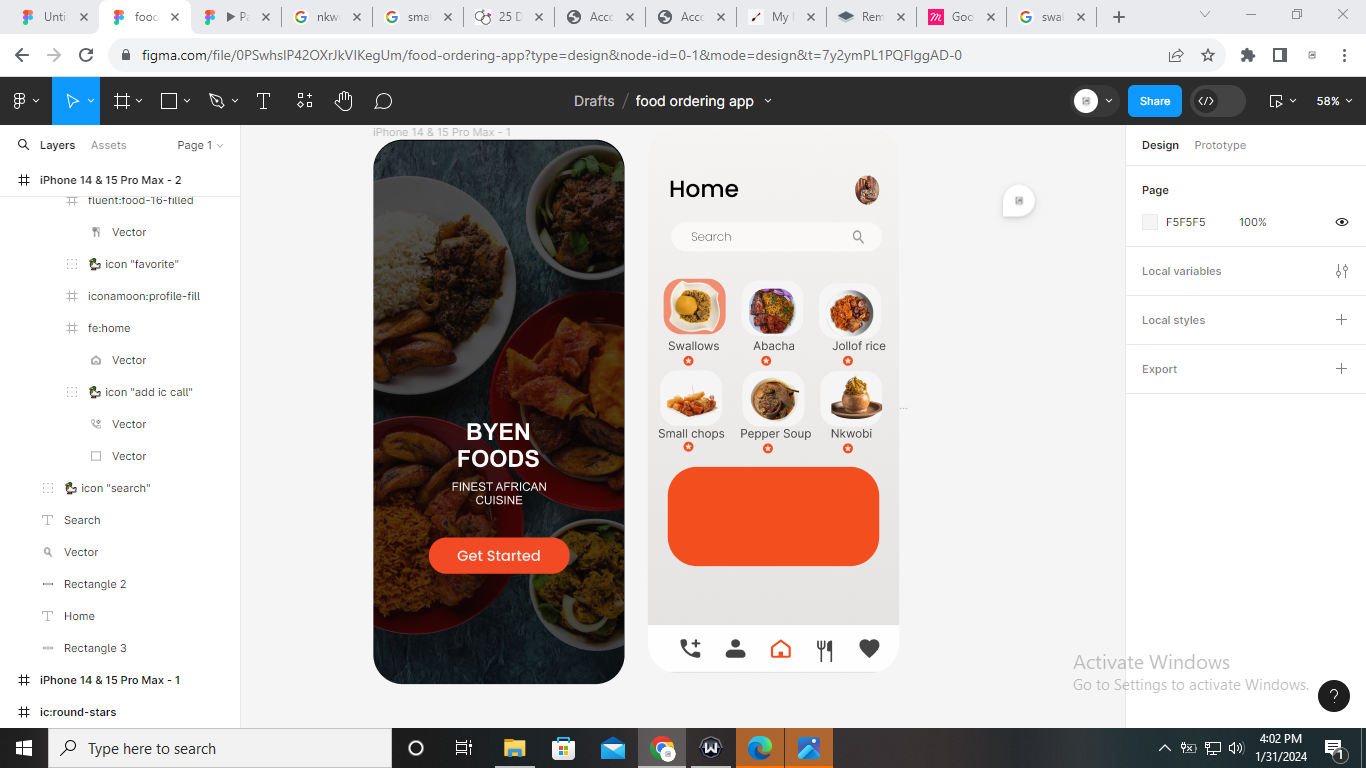 Unti
food
Pa
nkw
smal
25 D
Acco
Acco
My
Rem
Goo
swal
figma.com/file/0PSwhslP42OXrJkVlKegUm/food-ordering-app?type=design&node-id=0-1&mode=design&t=7y2ymPL1PQFlggAD-0
Drafts / food ordering app
Share
58%
Layers
Assets
Page 1
iPhone 14 & 15 Pro Max - 2
fluent:food-16-filled
Vector
icon "favorite"
iconamoon:profile-fill
fe:home
Vector
icon "add ic call"
Vector
Vector
icon "search"
Search
Vector
Rectangle 2
Home
Rectangle 3
iPhone 14 & 15 Pro Max - 1
ic:round-stars
iPhone 14 & 15 Pro Max - 1
BYEN
FOODS
FINEST AFRICAN
CUISINE
Get Started
Home
Search
Swallows
Abacha
Jollof rice
Small chops
Pepper Soup
Nkwobi
...
Design
Prototype
Page
F5F5F5
100%
Local variables
Local styles
Export
Activate Windows
Go to Settings to activate Windows.
?
Type here to search
4:02 PM
1/31/2024
1